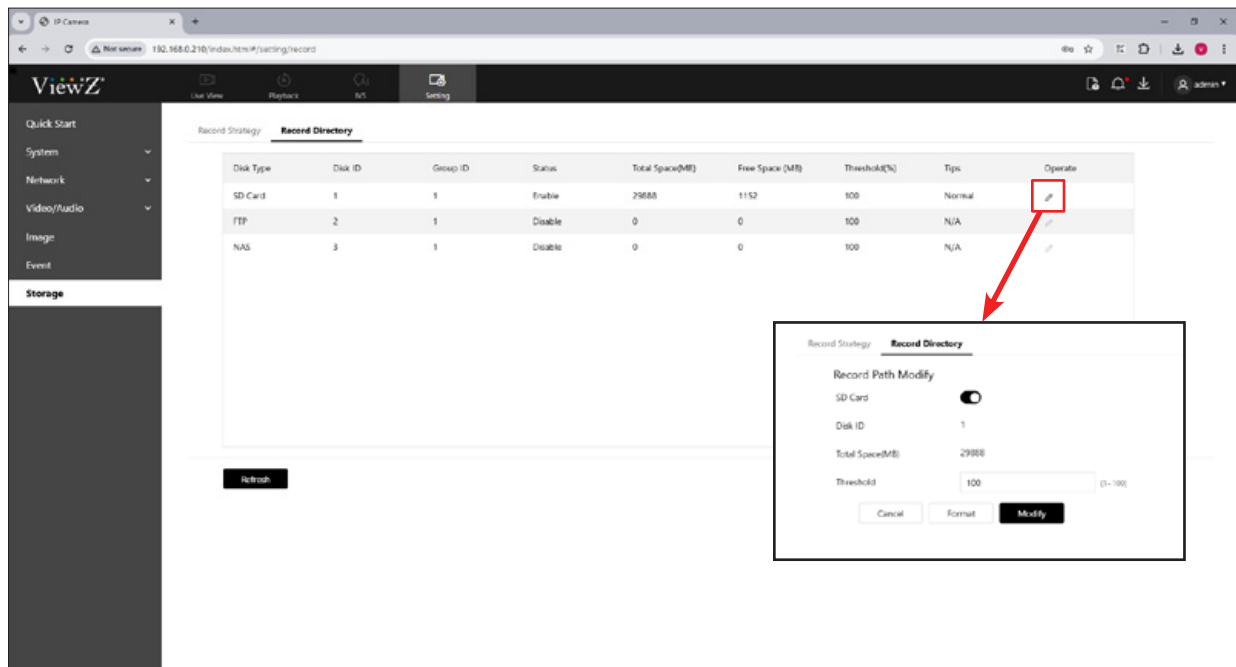 IP Camera
Not secure 192.168.0.210/index.html#/setting/record
ViewZ
Live View Playback IVS Setting
admin
Quick Start
System
Network
Video/Audio
Image
Event
Storage
Record Strategy Record Directory
Disk Type Disk ID Group ID Status Total Space(MB) Free Space (MB) Threshold(%) Tips Operate
SD Card 1 1 Enable 29888 1152 100 Normal
FTP 2 1 Disable 0 0 100 N/A
NAS 3 1 Disable 0 0 100 N/A
Refresh
Record Strategy Record Directory
Record Path Modify
SD Card
Disk ID 1
Total Space(MB) 29888
Threshold 100 (1~100)
Cancel Format Modify